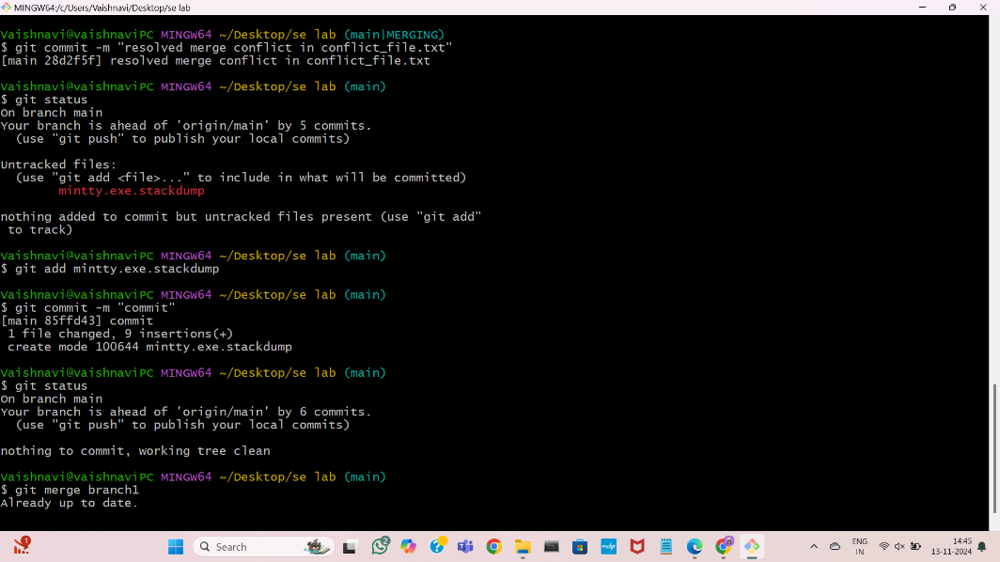 MINGW64:/c/Users/Vaishnavi/Desktop/se lab
Vaishnavi@vaishnaviPC MINGW64 ~/Desktop/se lab (main|MERGING)
$ git commit -m "resolved merge conflict in conflict_file.txt"
[main 28d2f5f] resolved merge conflict in conflict_file.txt
Vaishnavi@vaishnaviPC MINGW64 ~/Desktop/se lab (main)
$ git status
On branch main
Your branch is ahead of 'origin/main' by 5 commits.
  (use "git push" to publish your local commits)
Untracked files:
  (use "git add <file>..." to include in what will be committed)
        mintty.exe.stackdump
nothing added to commit but untracked files present (use "git add"
 to track)
Vaishnavi@vaishnaviPC MINGW64 ~/Desktop/se lab (main)
$ git add mintty.exe.stackdump
Vaishnavi@vaishnaviPC MINGW64 ~/Desktop/se lab (main)
$ git commit -m "commit"
[main 85ffd43] commit
 1 file changed, 9 insertions(+)
 create mode 100644 mintty.exe.stackdump
Vaishnavi@vaishnaviPC MINGW64 ~/Desktop/se lab (main)
$ git status
On branch main
Your branch is ahead of 'origin/main' by 6 commits.
  (use "git push" to publish your local commits)
nothing to commit, working tree clean
Vaishnavi@vaishnaviPC MINGW64 ~/Desktop/se lab (main)
$ git merge branch1
Already up to date.
1
Search
2
ENG
IN
14:45
13-11-2024